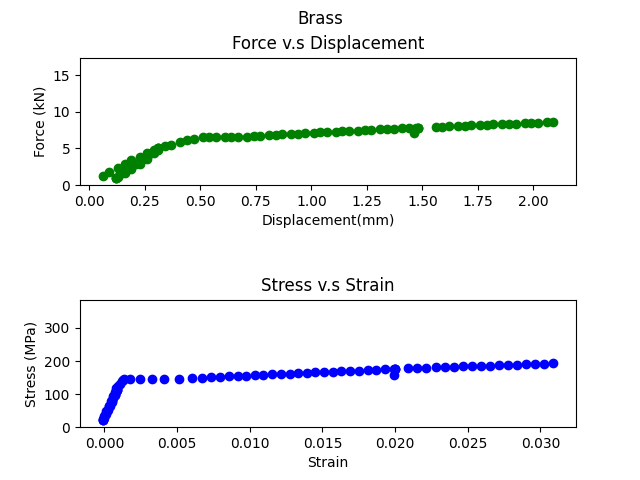 Brass
Force v.s Displacement
15
10
5
0
Force (kN)
0.00 0.25 0.50 0.75 1.00 1.25 1.50 1.75 2.00
Displacement(mm)
Stress v.s Strain
300
200
100
0
Stress (MPa)
0.000 0.005 0.010 0.015 0.020 0.025 0.030
Strain